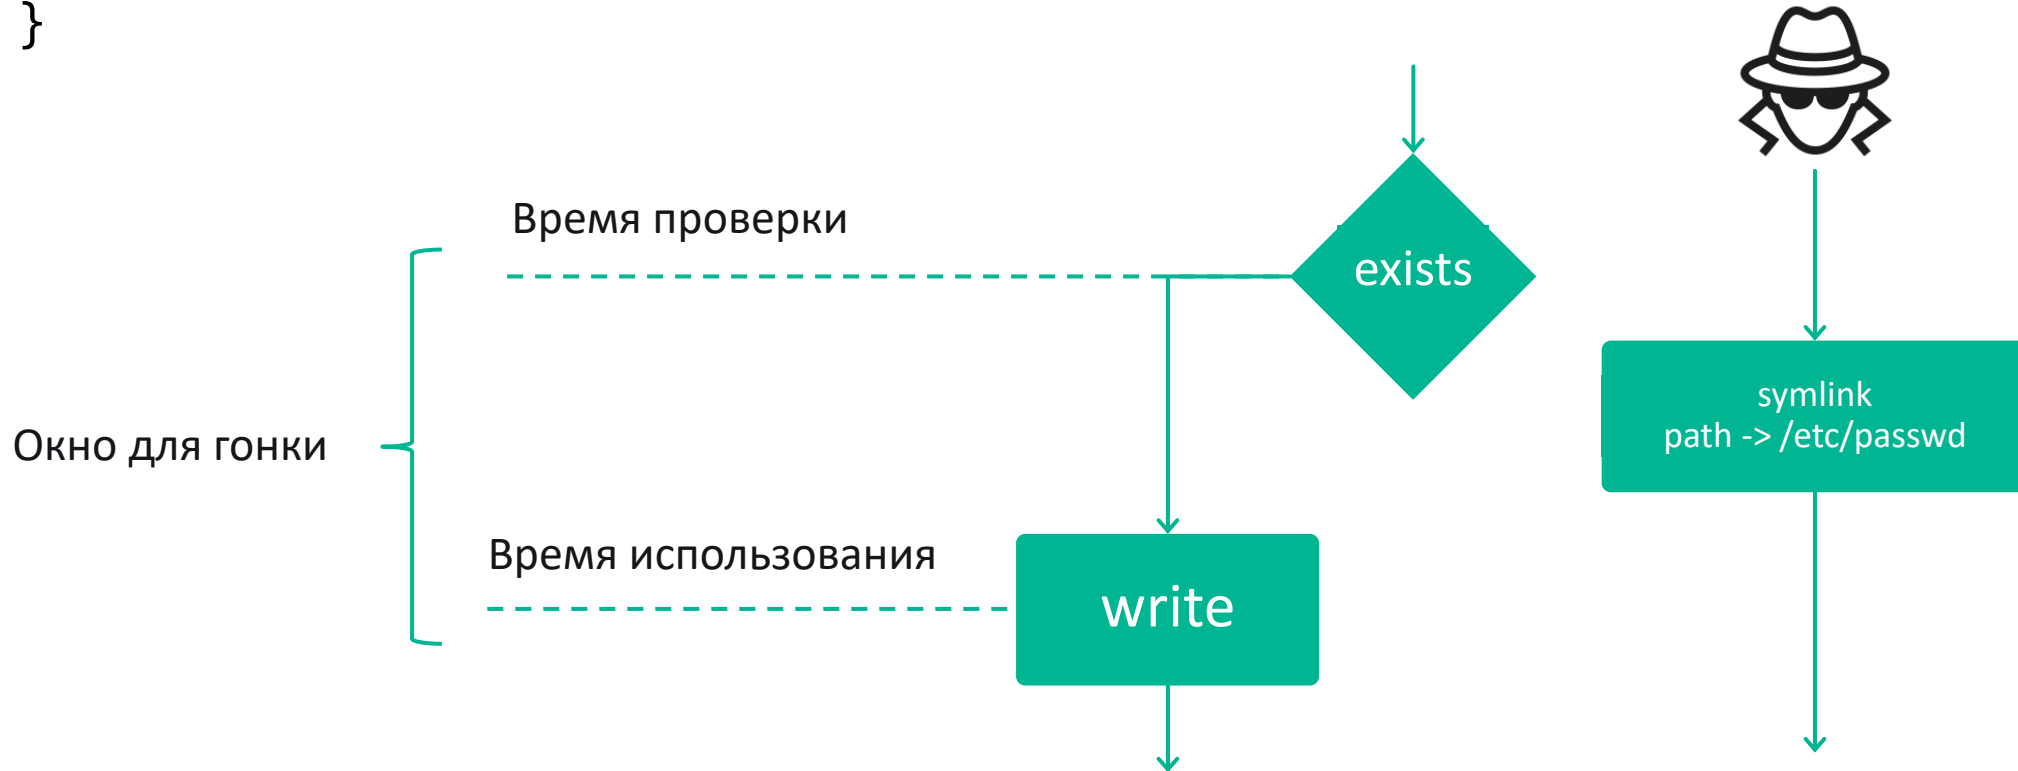 }
Время проверки
exists
symlink
path -> /etc/passwd
Окно для гонки
Время использования
write